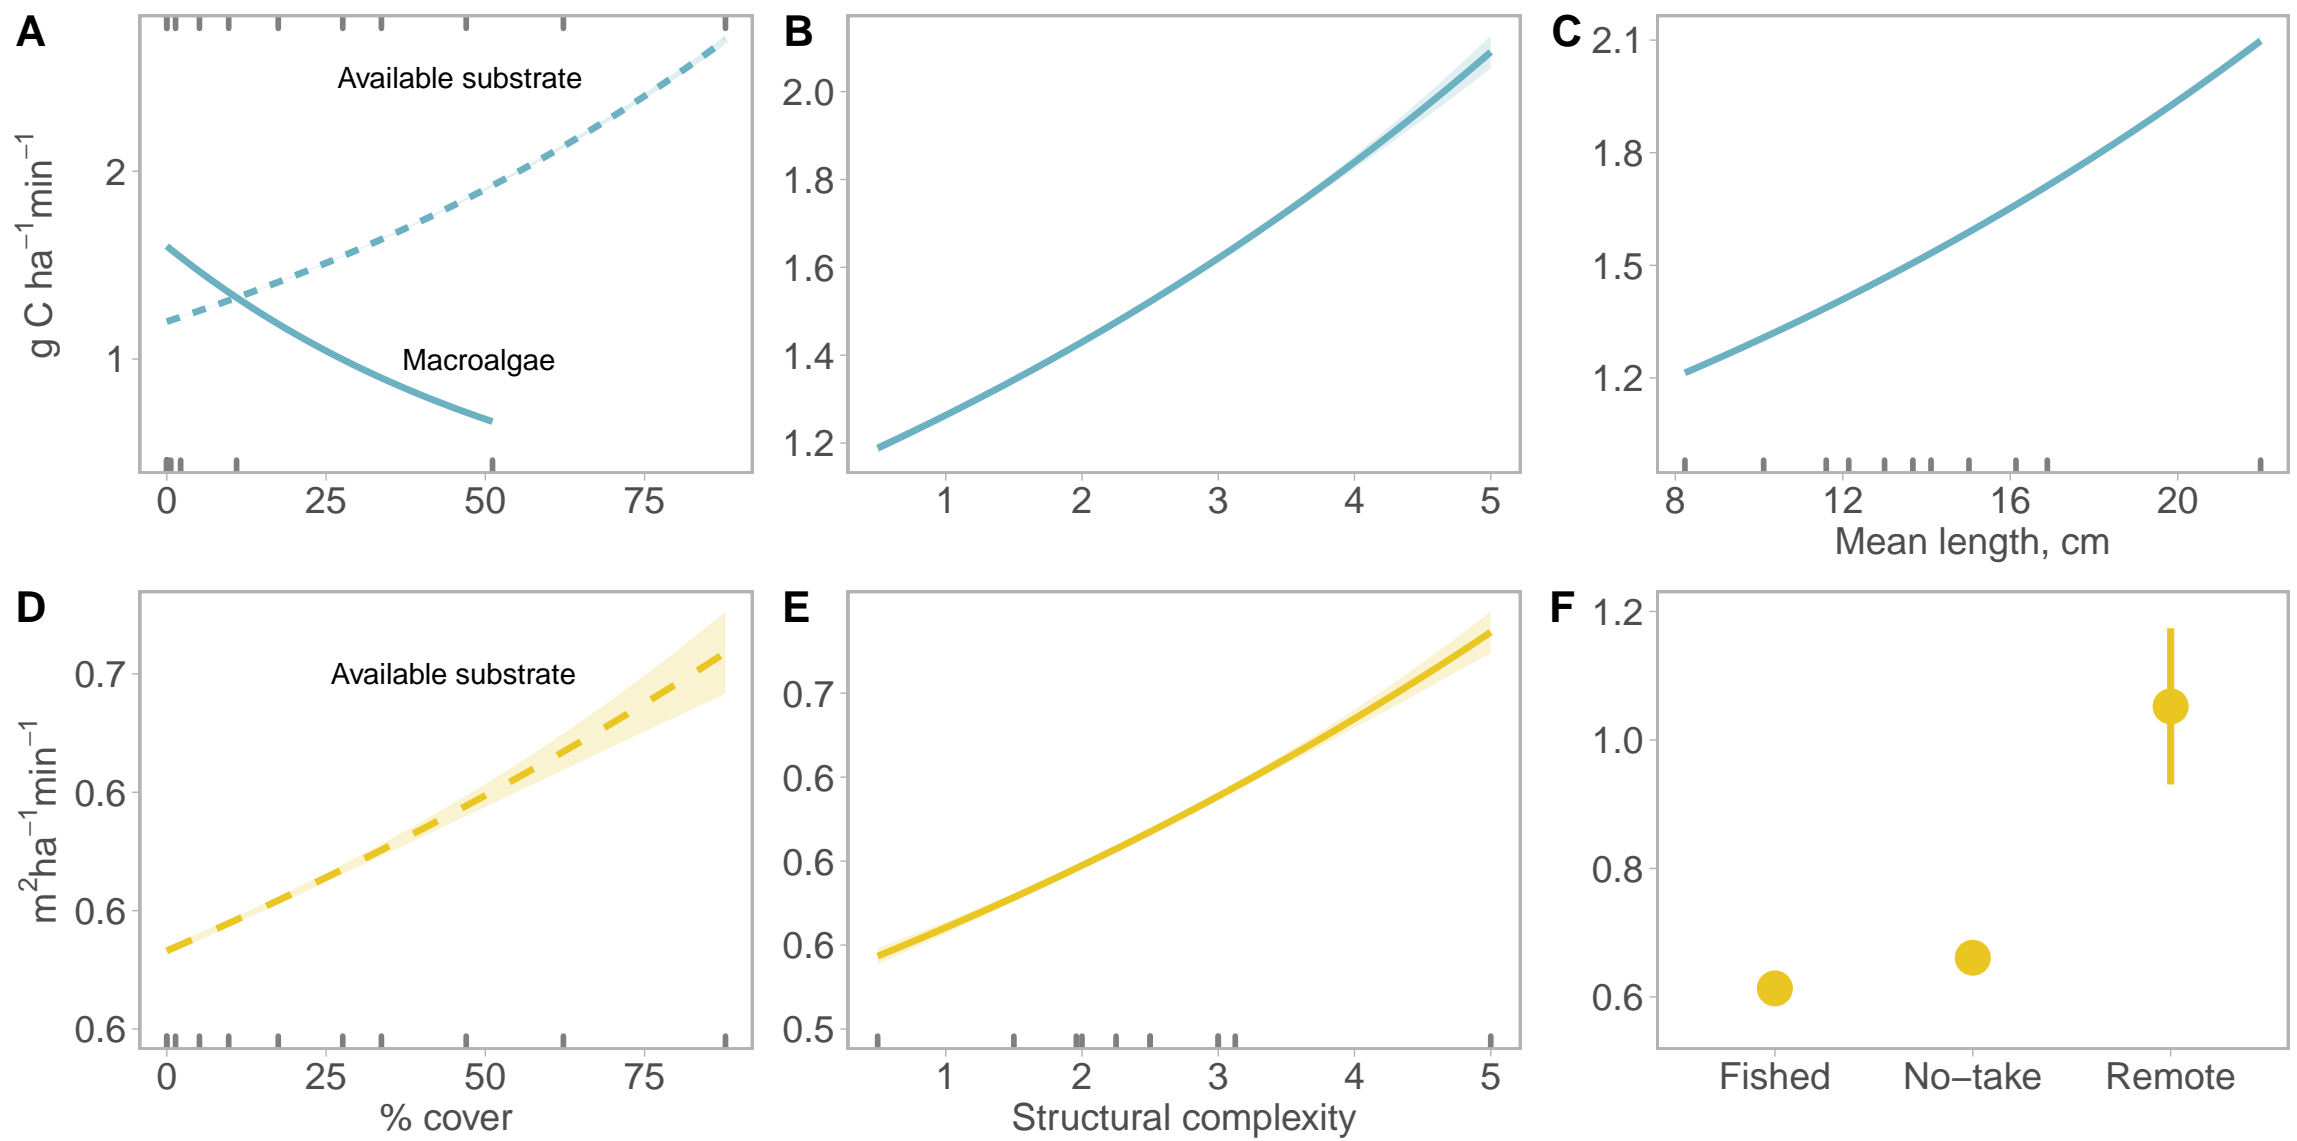 A
g C ha⁻¹min⁻¹
2
1
Available substrate
Macroalgae
0 25 50 75
B
2.0
1.8
1.6
1.4
1.2
1 2 3 4 5
C
2.1
1.8
1.5
1.2
8 12 16 20
Mean length, cm
D
m²ha⁻¹min⁻¹
0.7
0.6
0.6
0.6
Available substrate
0 25 50 75
% cover
E
0.7
0.6
0.6
0.6
0.5
1 2 3 4 5
Structural complexity
F
1.2
1.0
0.8
0.6
Fished No−take Remote